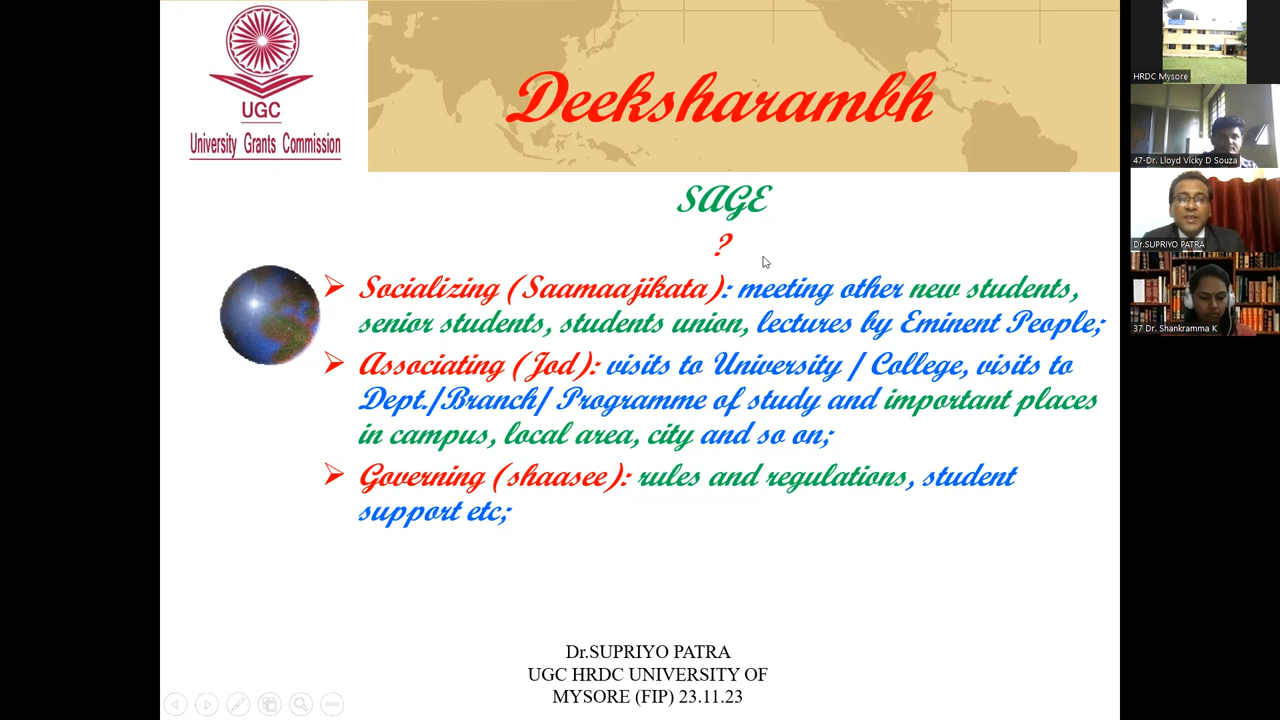 UGC
University Grants Commission
Deeksharambh
SAGE
?
Socializing (Saamaajikata): meeting other new students,
senior students, students union, lectures by Eminent People;
Associating (Jod): visits to University / College, visits to
Dept./Branch/ Programme of study and important places
in campus, local area, city and so on;
Governing (shaasee): rules and regulations, student
support etc;
Dr.SUPRIYO PATRA
UGC HRDC UNIVERSITY OF
MYSORE (FIP) 23.11.23
HRDC Mysore
47-Dr. Lloyd Vicky D Souza
Dr.SUPRIYO PATRA
37 Dr. Shankramma K